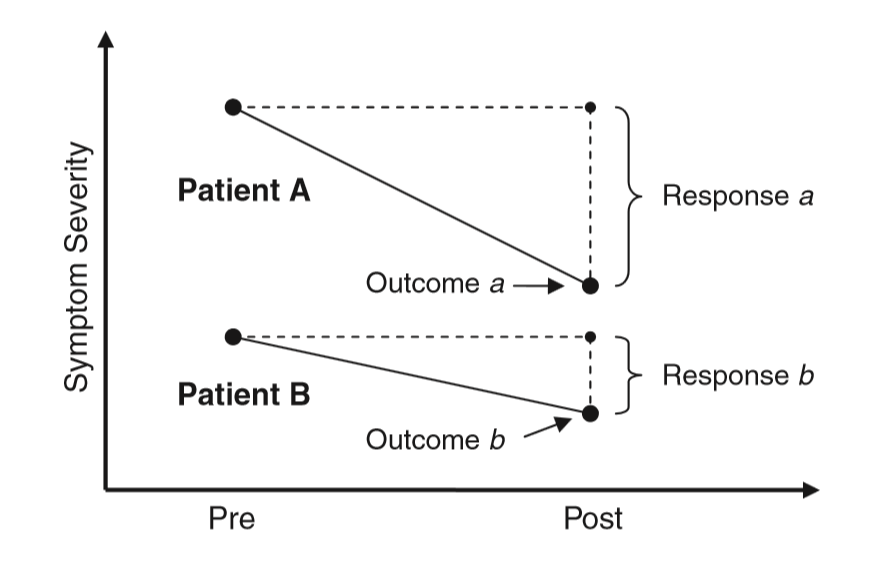 Symptom Severity
Patient A
Response a
Outcome a
Patient B
Response b
Outcome b
Pre
Post